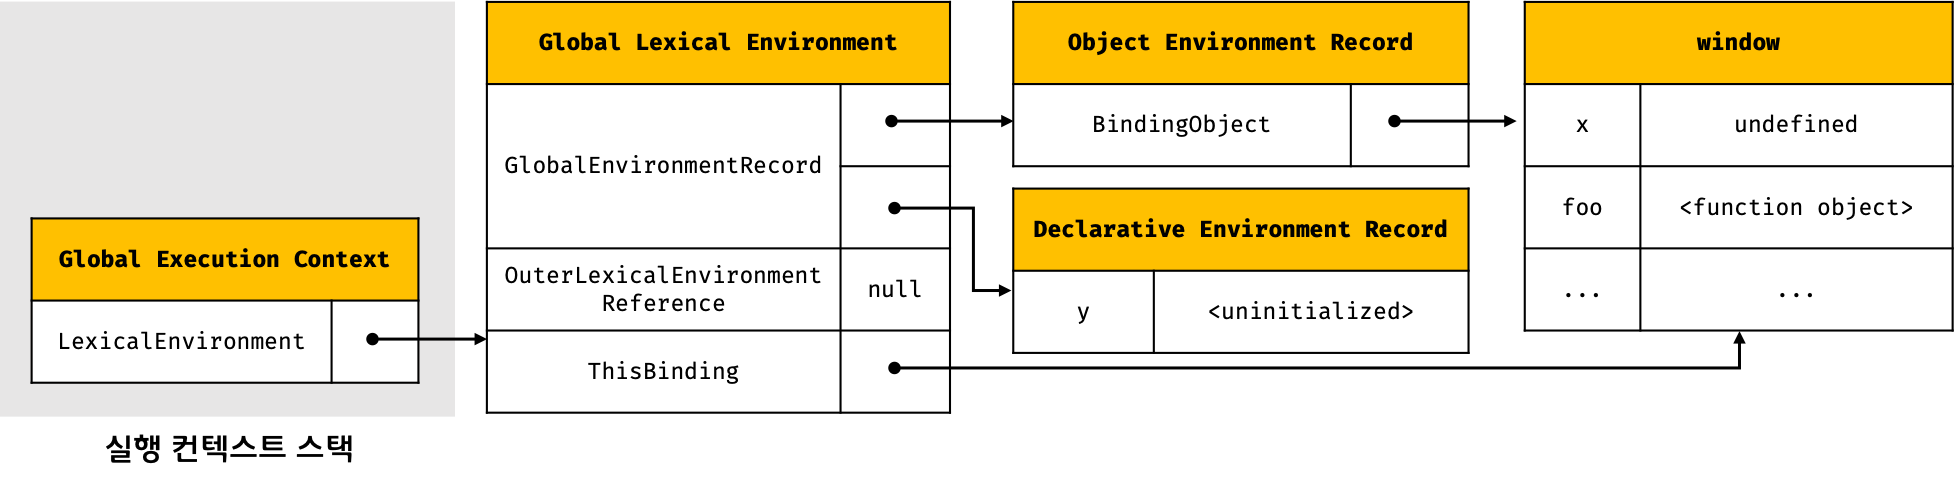 Global Execution Context
LexicalEnvironment
실행 컨텍스트 스택
Global Lexical Environment
GlobalEnvironmentRecord
OuterLexicalEnvironment
Reference
null
ThisBinding
Object Environment Record
BindingObject
Declarative Environment Record
y
<uninitialized>
window
x
undefined
foo
<function object>
...
...